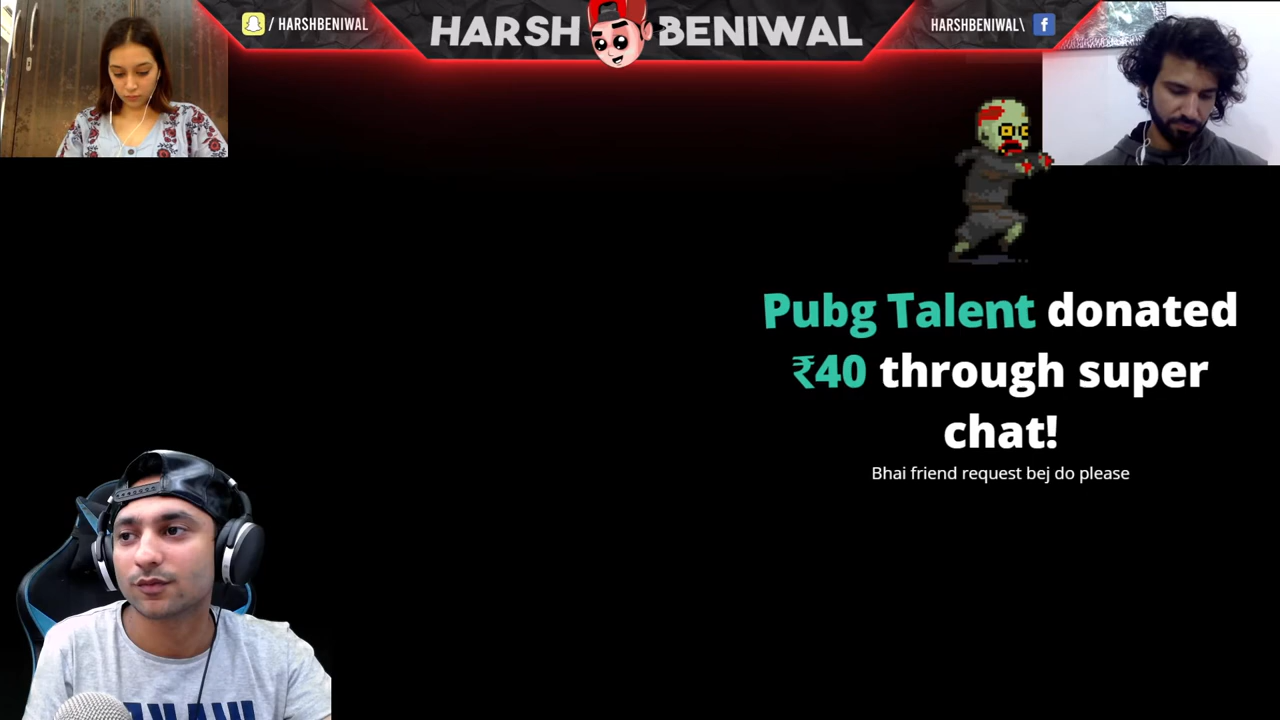 / HARSHBENIWAL
HARSH BENIWAL
HARSHBENIWAL\
Pubg Talent donated
₹40 through super
chat!
Bhai friend request bej do please